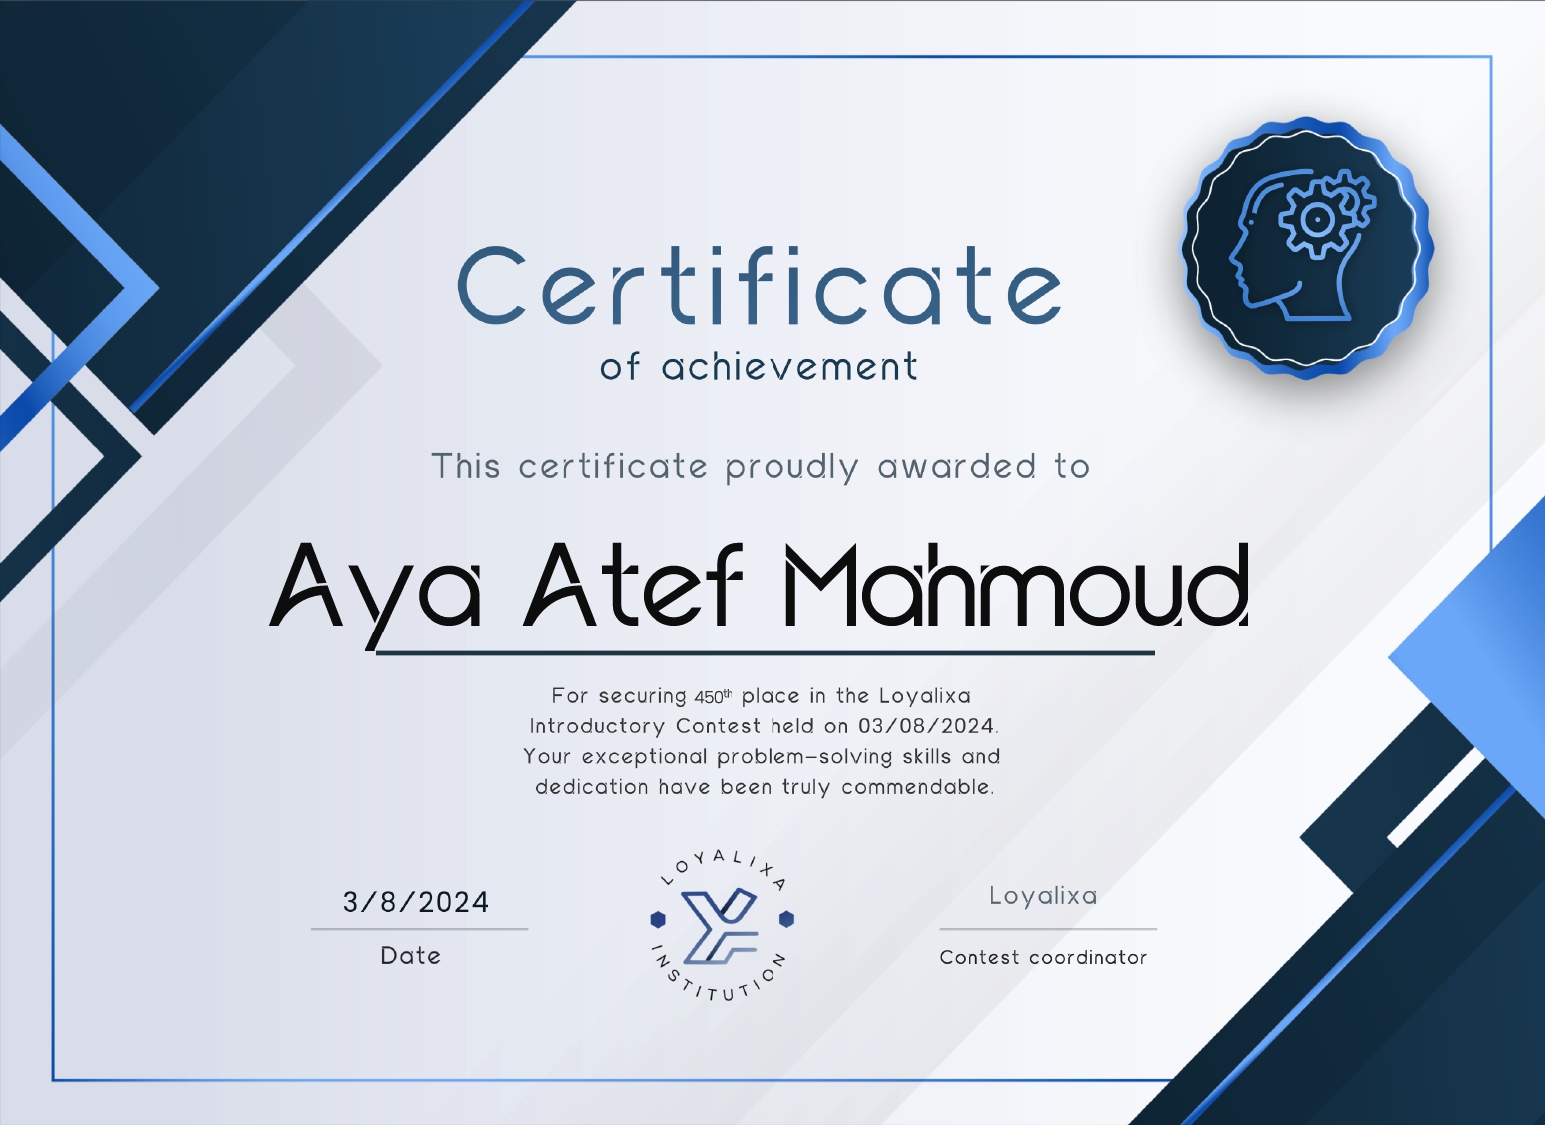 Certificate
of achievement
This certificate proudly awarded to
Aya Atef Mahmoud
For securing 450th place in the Loyalixa
Introductory Contest held on 03/08/2024.
Your exceptional problem-solving skills and
dedication have been truly commendable.
3/8/2024
Date
LOYALIXA
INSTITUTION
Loyalixa
Contest coordinator